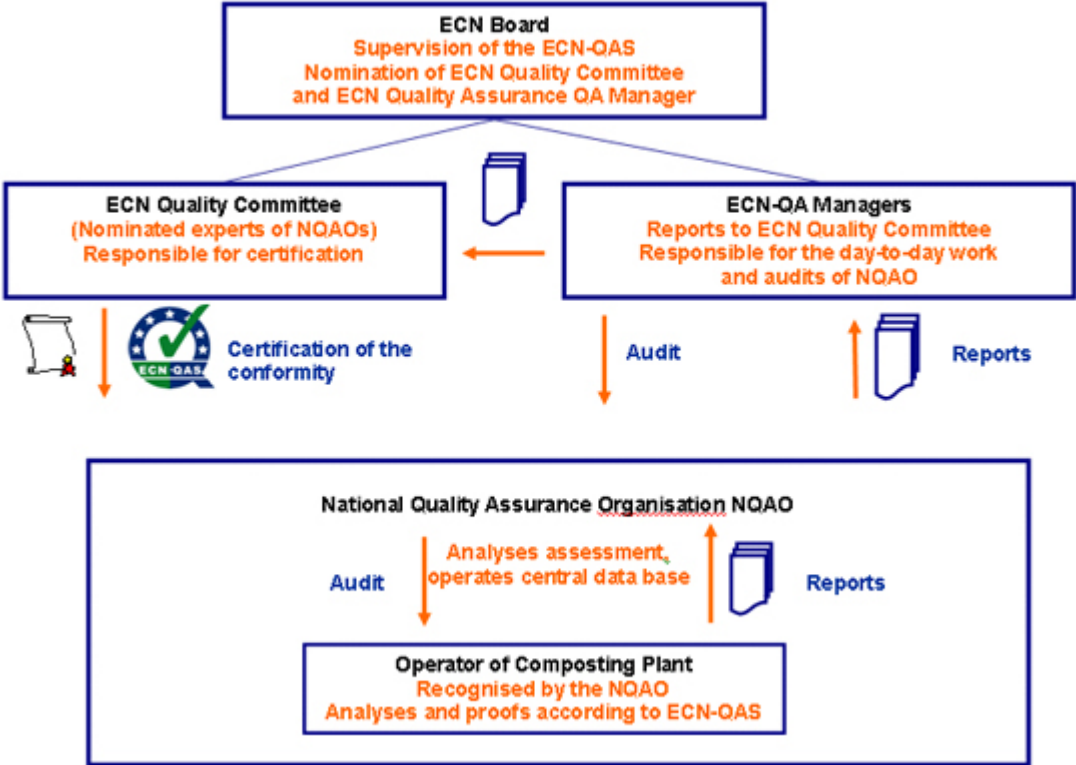 ECN Board
Supervision of the ECN-QAS
Nomination of ECN Quality Committee
and ECN Quality Assurance QA Manager
ECN Quality Committee
(Nominated experts of NQAOs)
Responsible for certification
ECN-QA Managers
Reports to ECN Quality Committee
Responsible for the day-to-day work
and audits of NQAO
ECN-QAS
Certification of the
conformity
Audit
Reports
National Quality Assurance Organisation NQAO
Analyses assessment,
operates central data base
Audit
Reports
Operator of Composting Plant
Recognised by the NQAO
Analyses and proofs according to ECN-QAS